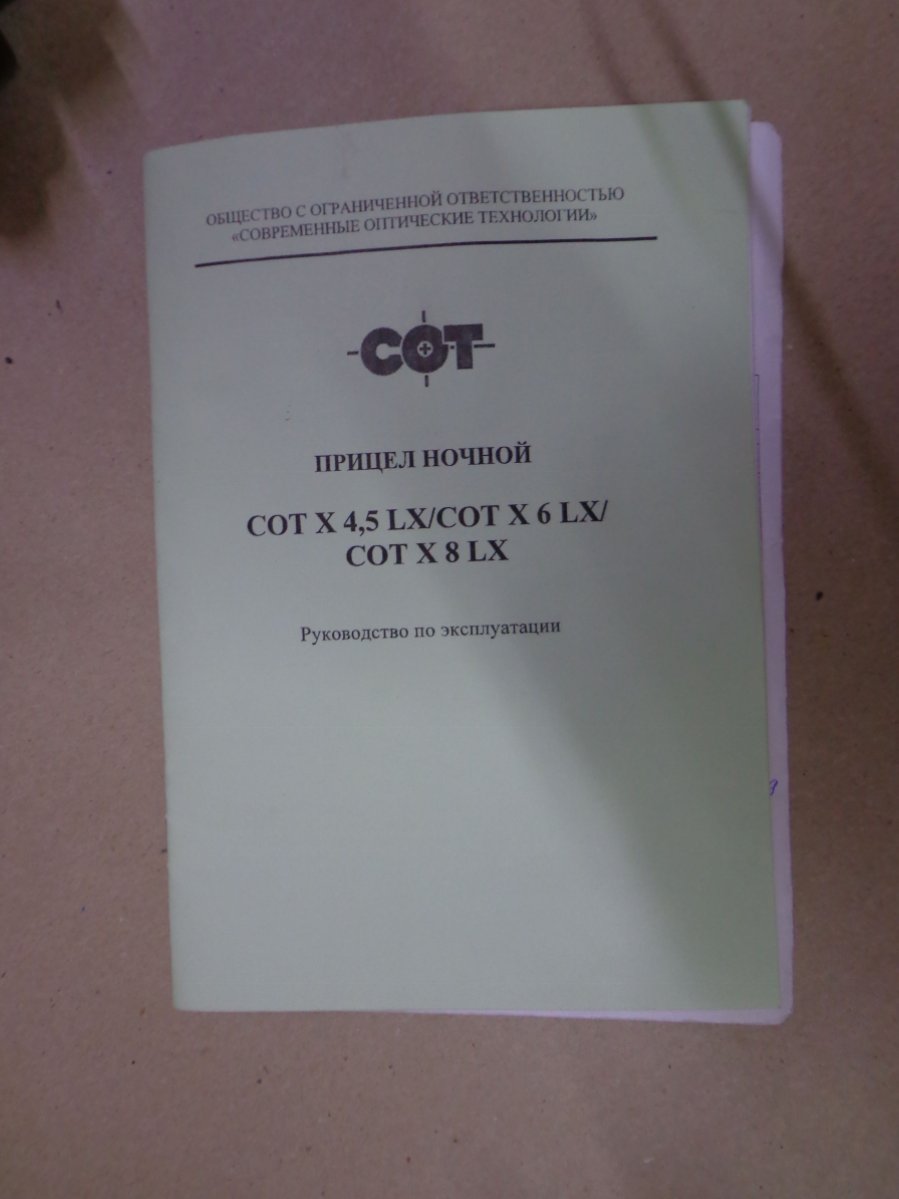 ОБЩЕСТВО С ОГРАНИЧЕННОЙ ОТВЕТСТВЕННОСТЬЮ
«СОВРЕМЕННЫЕ ОПТИЧЕСКИЕ ТЕХНОЛОГИИ»
СОТ
ПРИЦЕЛ НОЧНОЙ
СОТ Х 4,5 LX/СОТ Х 6 LX/
СОТ Х 8 LX
Руководство по эксплуатации